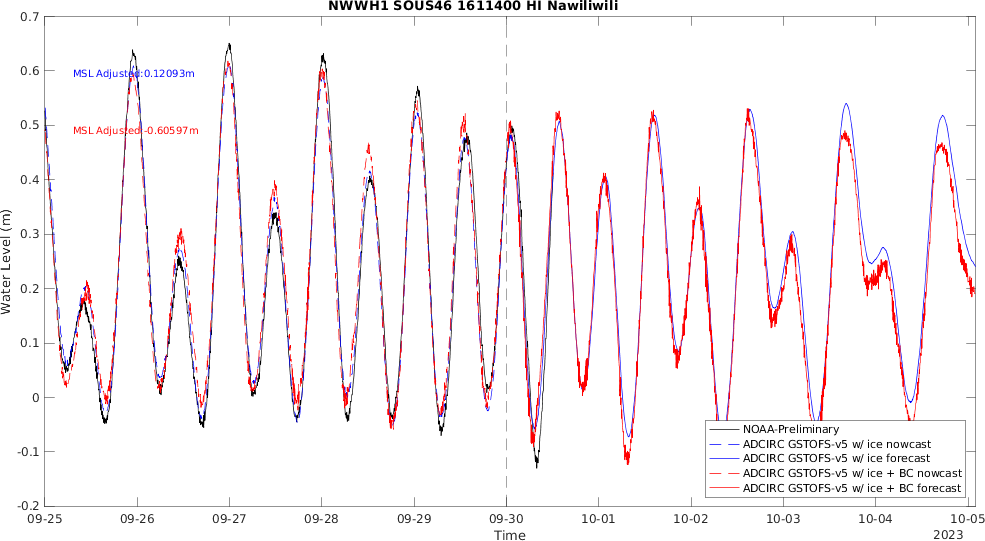 NWWH1 SOUS46 1611400 HI Nawiliwili
0.7
0.6
0.5
0.4
0.3
0.2
0.1
0
-0.1
-0.2
Water Level (m)
MSL Adjusted:0.12093m
MSL Adjusted:-0.60597m
NOAA-Preliminary
ADCIRC GSTOFS-v5 w/ ice nowcast
ADCIRC GSTOFS-v5 w/ ice forecast
ADCIRC GSTOFS-v5 w/ ice + BC nowcast
ADCIRC GSTOFS-v5 w/ ice + BC forecast
09-25 09-26 09-27 09-28 09-29 09-30 10-01 10-02 10-03 10-04 10-05
Time
2023